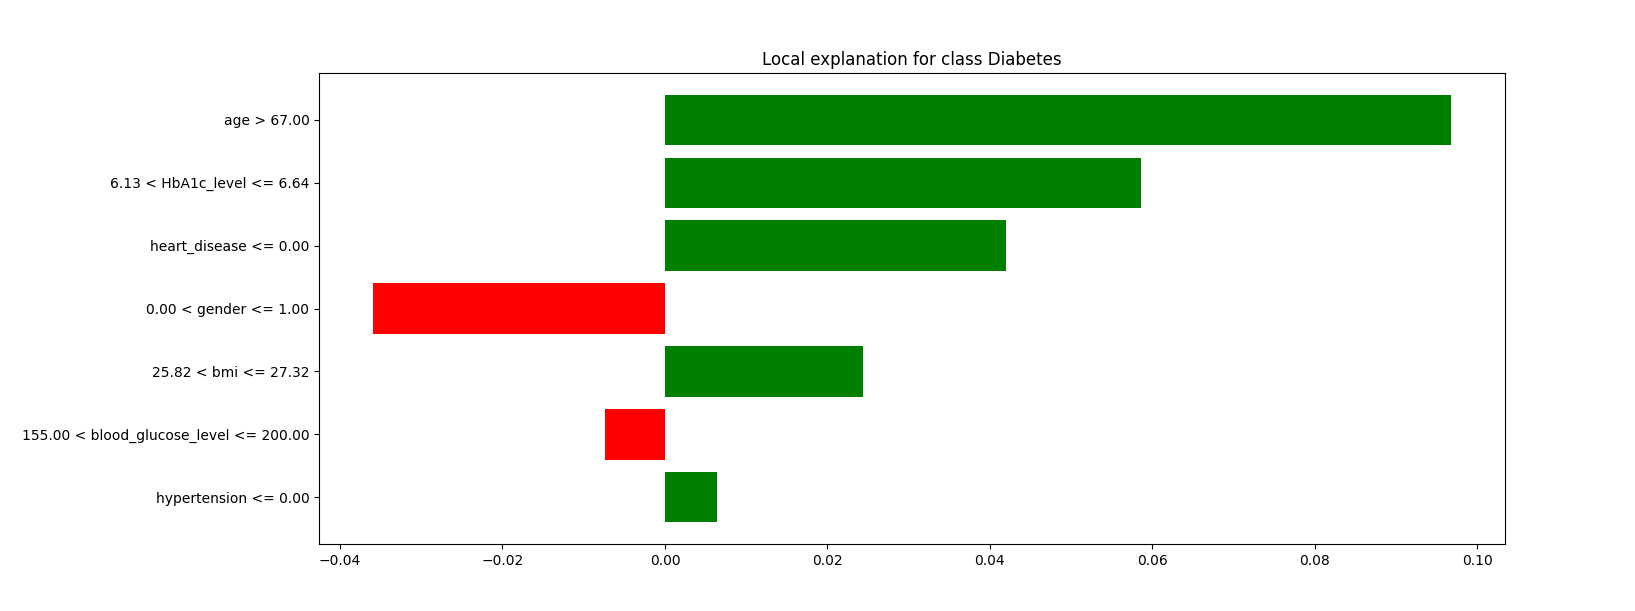 Local explanation for class Diabetes
age > 67.00
6.13 < HbA1c_level <= 6.64
heart_disease <= 0.00
0.00 < gender <= 1.00
25.82 < bmi <= 27.32
155.00 < blood_glucose_level <= 200.00
hypertension <= 0.00
−0.04 −0.02 0.00 0.02 0.04 0.06 0.08 0.10